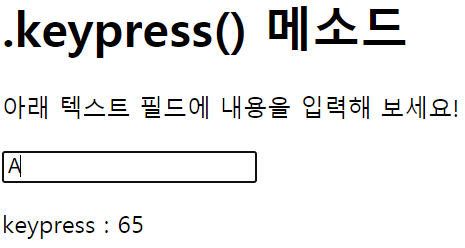 .keypress() 메소드
아래 텍스트 필드에 내용을 입력해 보세요!
A
keypress : 65